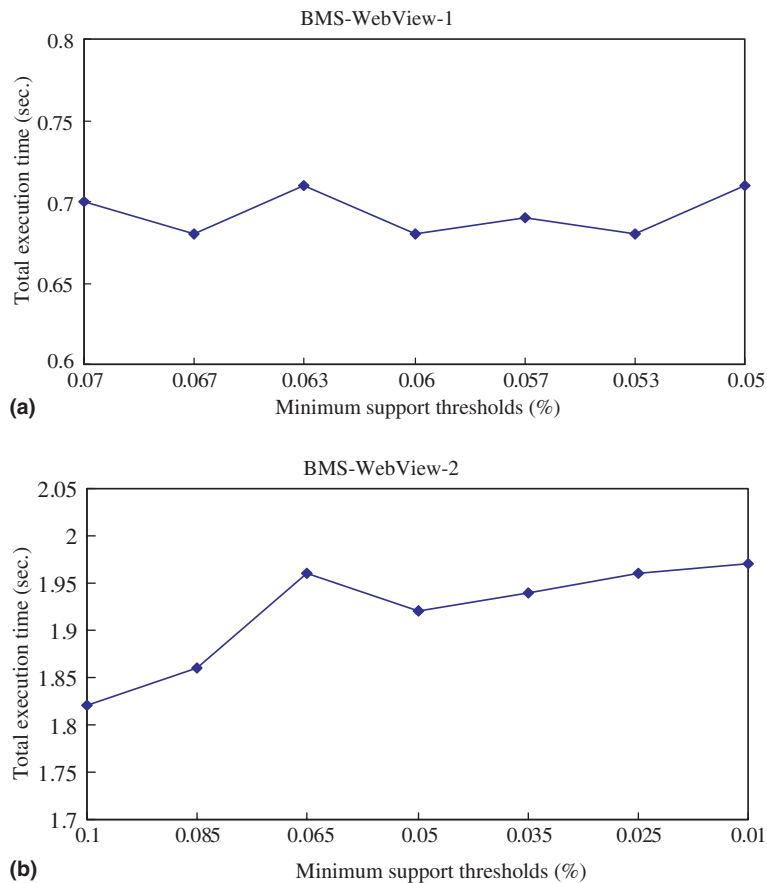 BMS-WebView-1
Total execution time (sec.)
0.8
0.75
0.7
0.65
0.6
0.07 0.067 0.063 0.06 0.057 0.053 0.05
(a) Minimum support thresholds (%)
BMS-WebView-2
Total execution time (sec.)
2.05
2
1.95
1.9
1.85
1.8
1.75
1.7
0.1 0.085 0.065 0.05 0.035 0.025 0.01
(b) Minimum support thresholds (%)